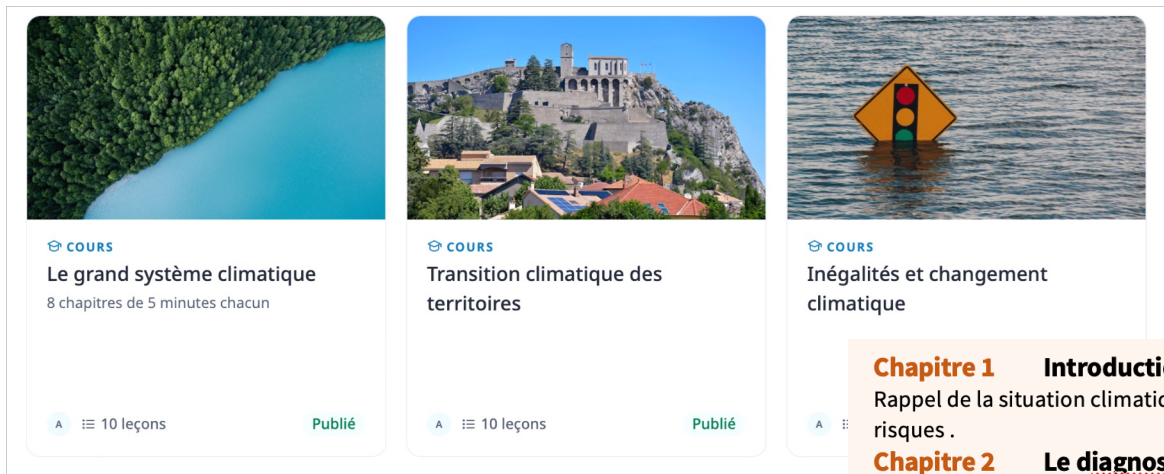 COURS
Le grand système climatique
8 chapitres de 5 minutes chacun
A 10 leçons Publié
COURS
Transition climatique des
territoires
A 10 leçons Publié
COURS
Inégalités et changement
climatique
A
Chapitre 1
Rappel de la situation
risques .
Chapitre 2 Le